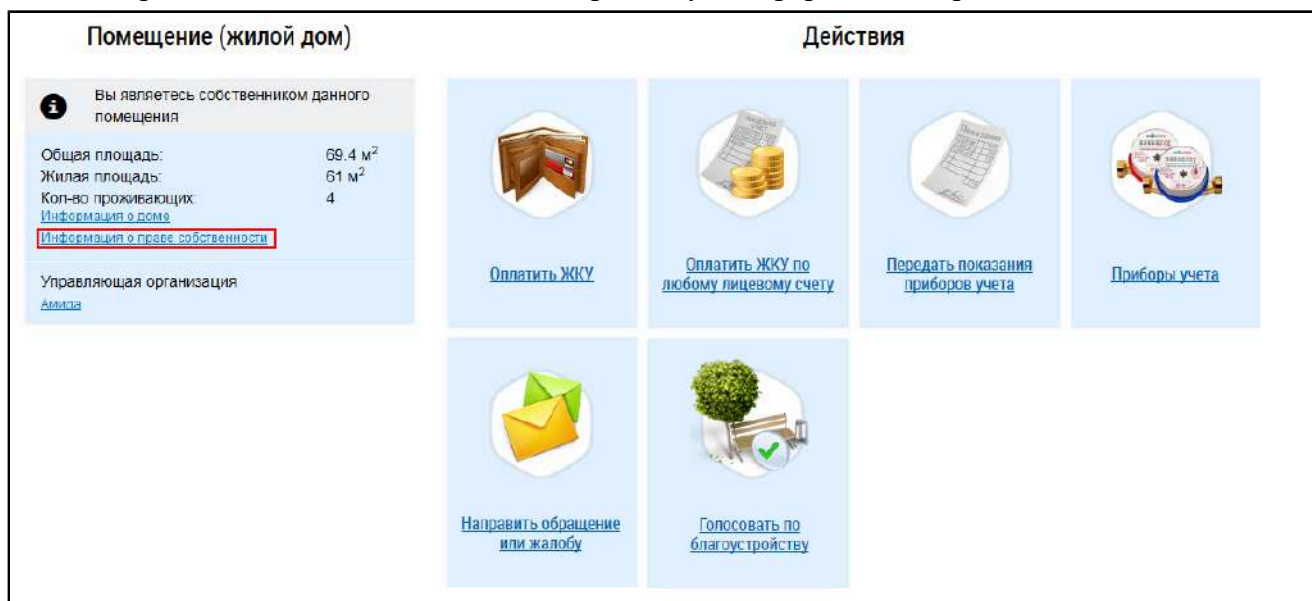 Помещение (жилой дом)
Действия
Вы являетесь собственником данного
помещения
Общая площадь: 69.4 м²
Жилая площадь: 61 м²
Кол-во проживающих: 4
Информация о доме
Информация о праве собственности
Управляющая организация
Амида
Оплатить ЖКУ
Оплатить ЖКУ по
любому лицевому счету
Передать показания
приборов учета
Приборы учета
Направить обращение
или жалобу
Голосовать по
благоустройству